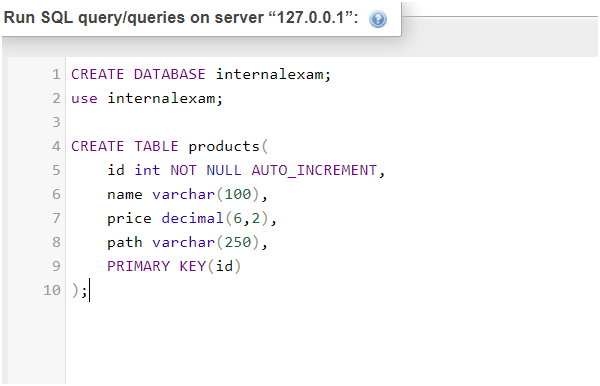 Run SQL query/queries on server “127.0.0.1”:
1 CREATE DATABASE internalexam;
2 use internalexam;
3
4 CREATE TABLE products(
5     id int NOT NULL AUTO_INCREMENT,
6     name varchar(100),
7     price decimal(6,2),
8     path varchar(250),
9     PRIMARY KEY(id)
10 );